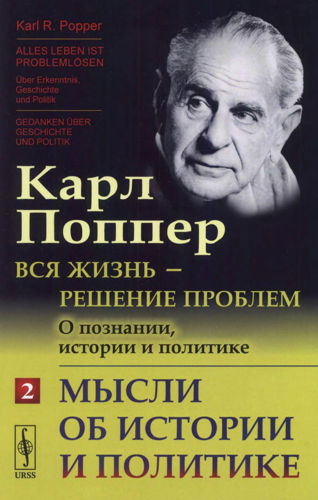 Karl R. Popper
ALLES LEBEN IST
PROBLEMLÖSEN
Über Erkenntnis,
Geschichte
und Politik
GEDANKEN ÜBER
GESCHICHTE
UND POLITIK
Карл
Поппер
ВСЯ ЖИЗНЬ –
РЕШЕНИЕ ПРОБЛЕМ
О познании,
истории и политике
2
МЫСЛИ
ОБ ИСТОРИИ
И ПОЛИТИКЕ
URSS